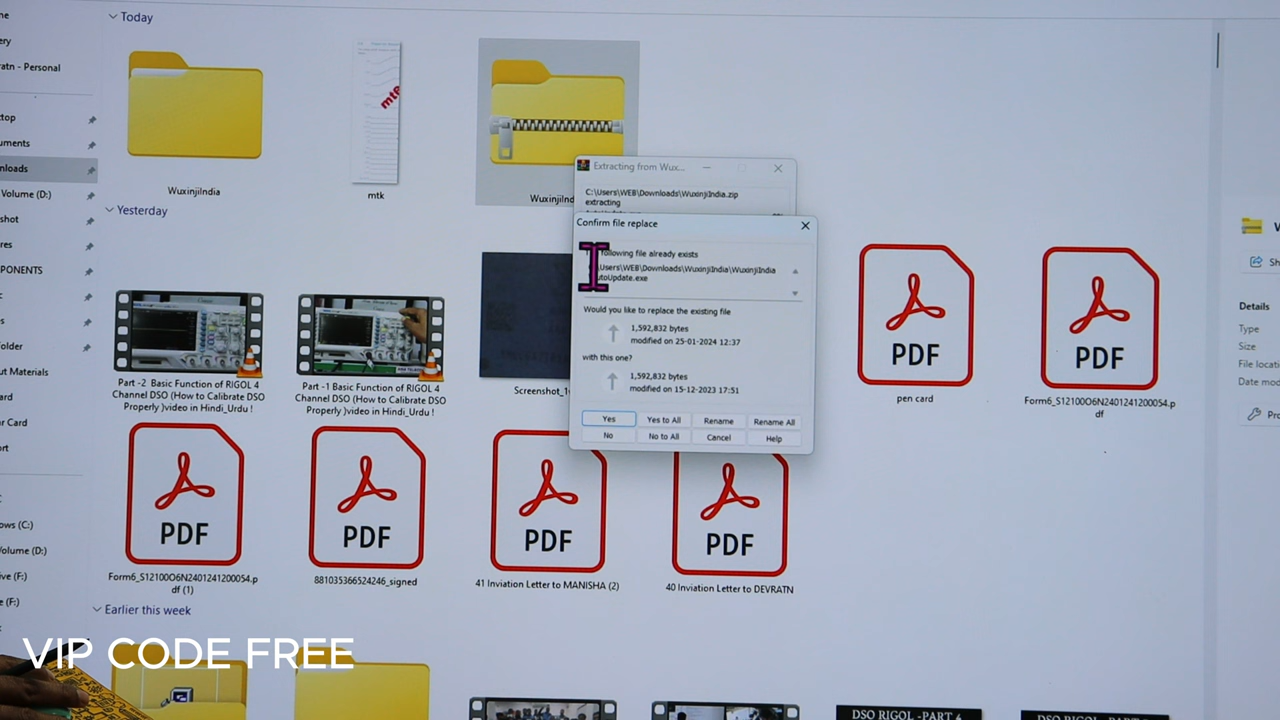 Today
WuxinjiIndia
mtk
Yesterday
ratn - Personal
Volume (D:)
Part -2 Basic Function of RIGOL 4
Channel DSO (How to Calibrate DSO
Properly )video in Hindi_Urdu !
Part -1 Basic Function of RIGOL 4
Channel DSO (How to Calibrate DSO
Properly )video in Hindi_Urdu !
Extracting from Wux...
C:\Users\WEB\Downloads\WuxinjiIndia.zip
extracting
Confirm file replace
following file already exists
\Users\WEB\Downloads\WuxinjiIndia\WuxinjiIndia
utoUpdate.exe
Would you like to replace the existing file
1,592,832 bytes
modified on 25-01-2024 12:37
with this one?
1,592,832 bytes
modified on 15-12-2023 17:51
Yes
Yes to All
Rename
Rename All
No
No to All
Cancel
Help
PDF
pen card
PDF
Form6_S12100O6N2401241200054.p
df
Details
Type
Size
File locati
Date mod
PDF
Form6_S12100O6N2401241200054.p
df (1)
PDF
881035366524246_signed
PDF
41 Inviation Letter to MANISHA (2)
PDF
40 Inviation Letter to DEVRATN
Earlier this week
VIP CODE FREE
DSO RIGOL -PART 4